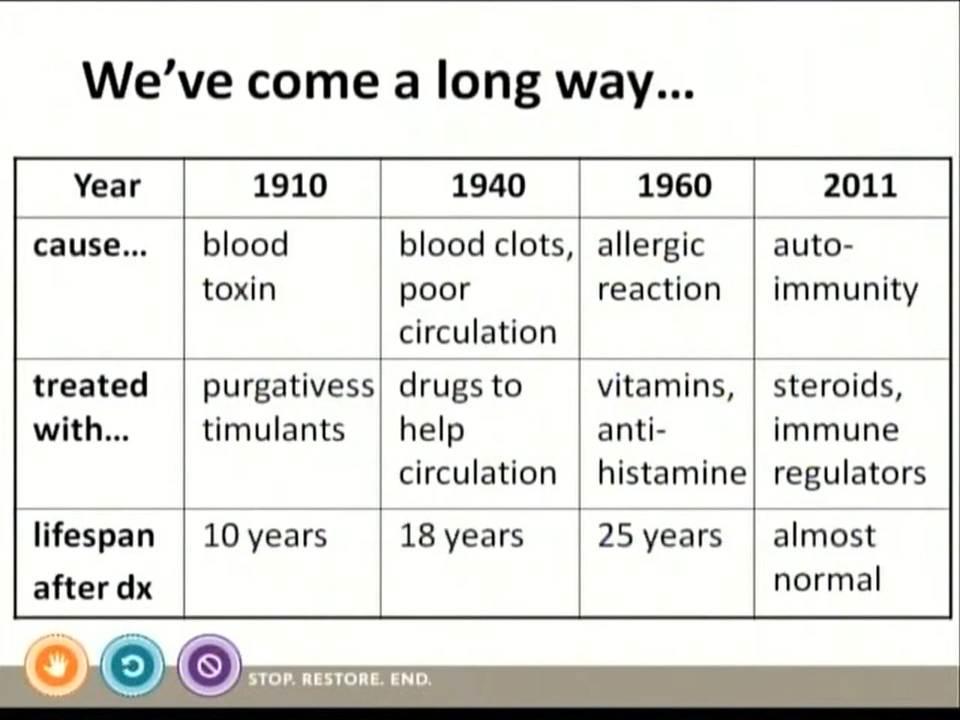 We've come a long way...
Year 1910 1940 1960 2011
cause... blood blood clots, allergic auto-
toxin poor reaction immunity
circulation
treated purgativess drugs to vitamins, steroids,
with... timulants help anti- immune
circulation histamine regulators
lifespan 10 years 18 years 25 years almost
after dx normal
STOP. RESTORE. END.